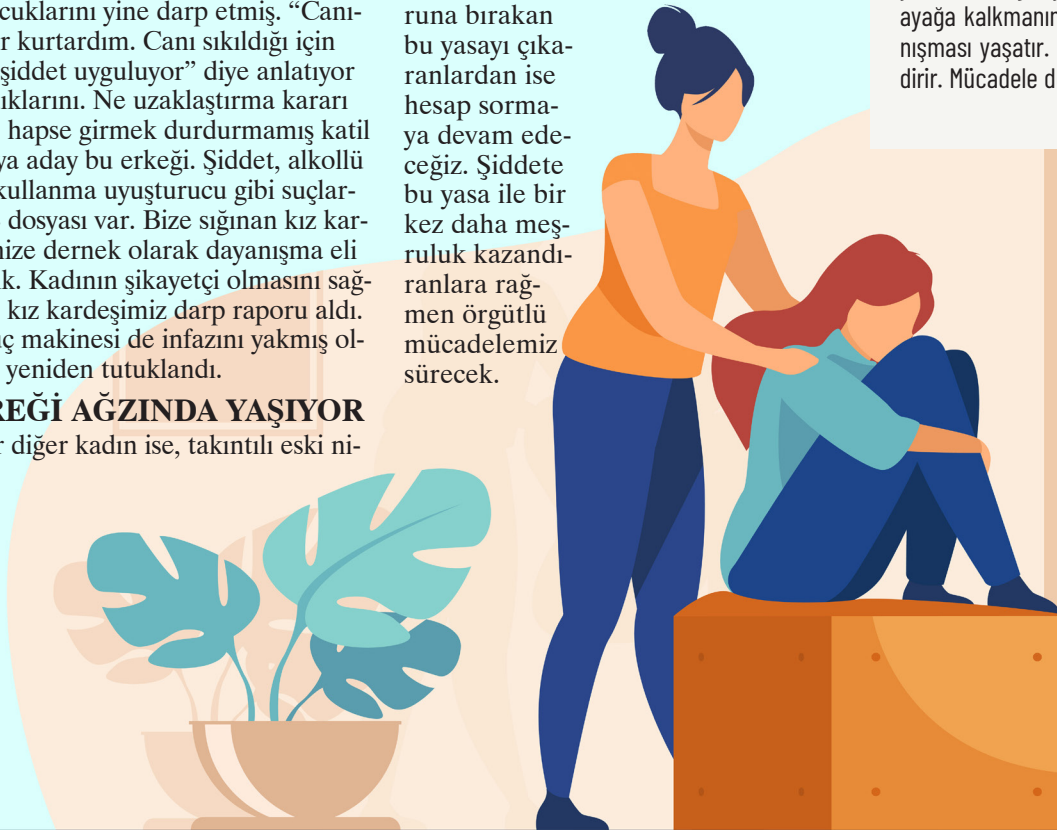 cuklarını yine darp etmiş. “Canı-
r kurtardım. Canı sıkıldığı için
şiddet uyguluyor” diye anlatıyor
ıklarını. Ne uzaklaştırma kararı
hapse girmek durdurmamış katil
ya aday bu erkeği. Şiddet, alkollü
kullanma uyuşturucu gibi suçlar-
dosyası var. Bize sığınan kız kar-
mize dernek olarak dayanışma eli
k. Kadının şikayetçi olmasını sağ-
kız kardeşimiz darp raporu aldı.
ç makinesi de infazını yakmış ol-
yeniden tutuklandı.
REĞİ AĞZINDA YAŞIYOR
r diğer kadın ise, takıntılı eski ni-
runa bırakan
bu yasayı çıka-
ranlardan ise
hesap sorma-
ya devam ede-
ceğiz. Şiddete
bu yasa ile bir
kez daha meş-
ruluk kazandı-
ranlara rağ-
men örgütlü
mücadelemiz
sürecek.
ayağa kalkmanın
nışması yaşatır.
dirir. Mücadele d